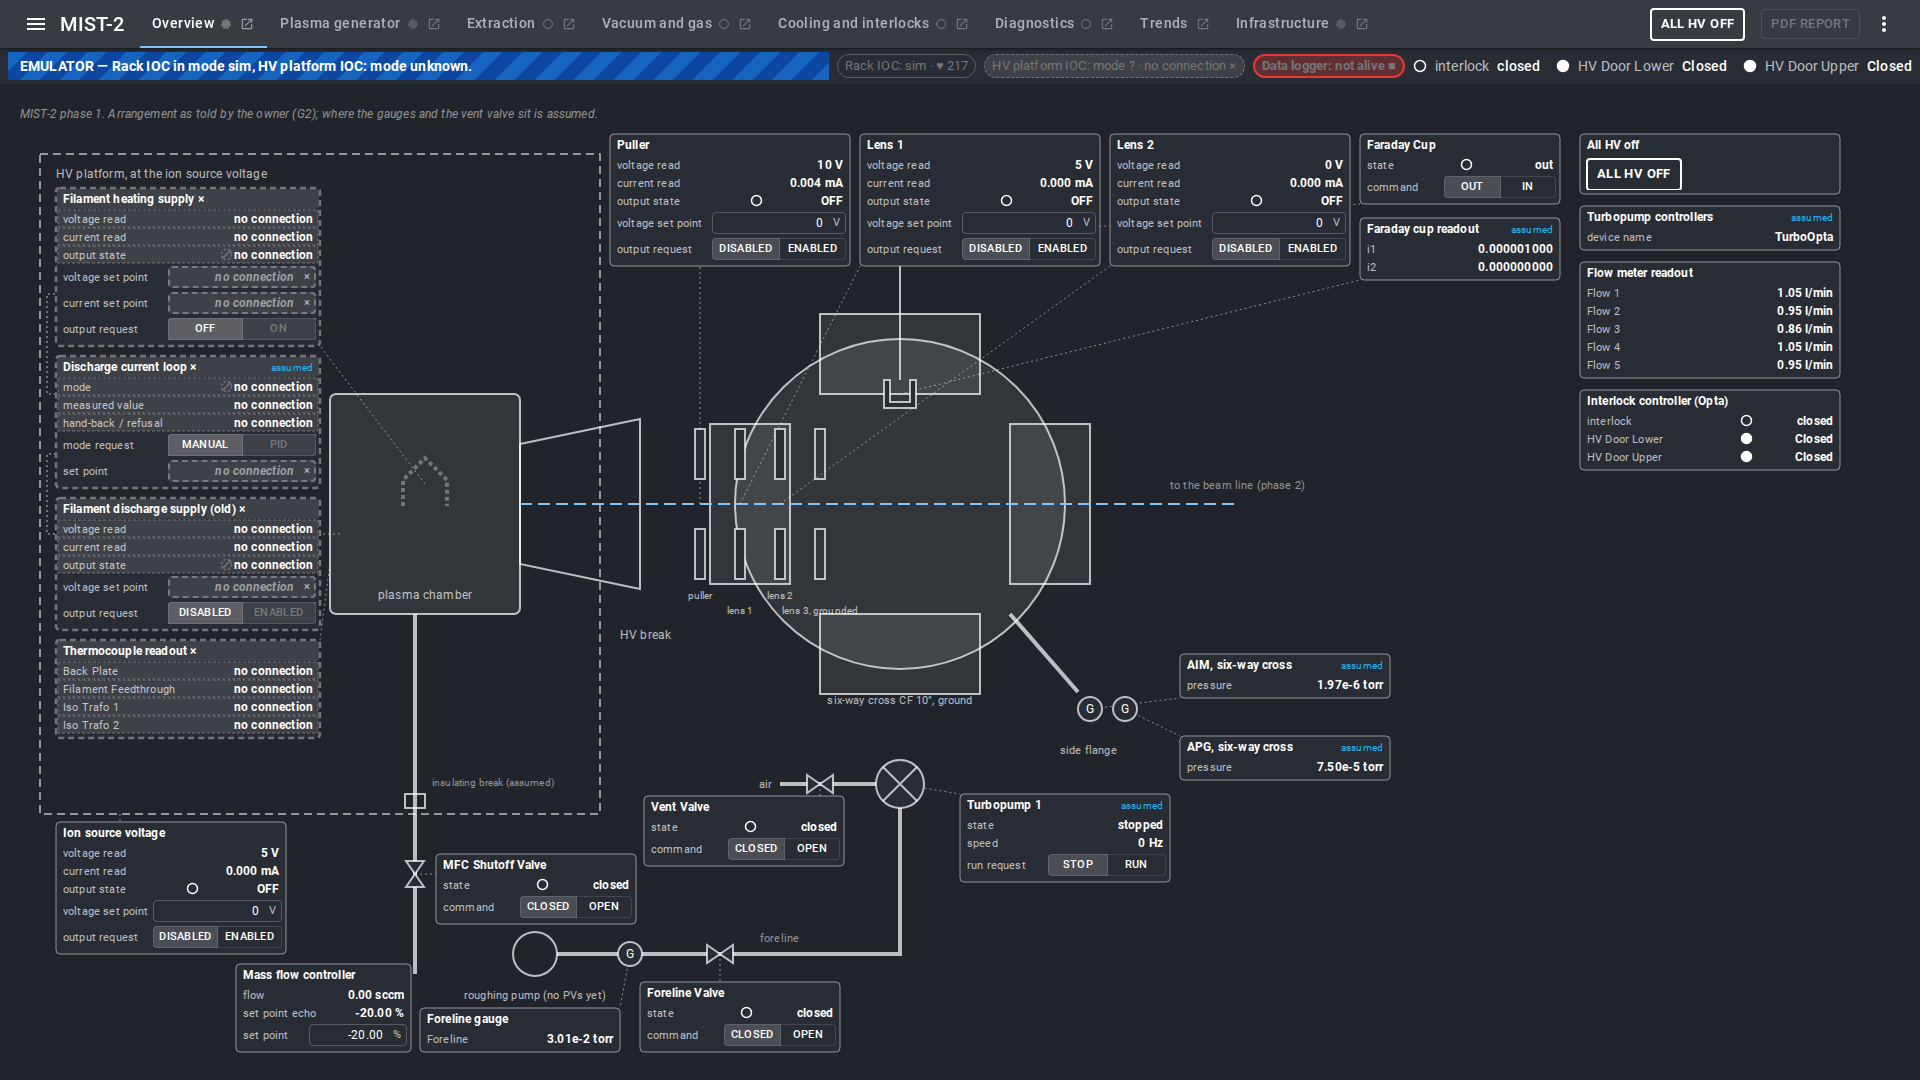 MIST-2
Overview
Plasma generator
Extraction
Vacuum and gas
Cooling and interlocks
Diagnostics
Trends
Infrastructure
ALL HV OFF
PDF REPORT
EMULATOR — Rack IOC in mode sim, HV platform IOC: mode unknown.
Rack IOC: sim · ♥ 217
HV platform IOC: mode ? · no connection ×
Data logger: not alive ■
interlock closed
HV Door Lower Closed
HV Door Upper Closed
MIST-2 phase 1. Arrangement as told by the owner (G2); where the gauges and the vent valve sit is assumed.
HV platform, at the ion source voltage
Filament heating supply ×
voltage read no connection
current read no connection
output state no connection
voltage set point no connection ×
current set point no connection ×
output request OFF ON
Discharge current loop × assumed
mode no connection
measured value no connection
hand-back / refusal no connection
mode request MANUAL PID
set point no connection ×
Filament discharge supply (old) ×
voltage read no connection
current read no connection
output state no connection
voltage set point no connection ×
output request DISABLED ENABLED
Thermocouple readout ×
Back Plate no connection
Filament Feedthrough no connection
Iso Trafo 1 no connection
Iso Trafo 2 no connection
Puller
voltage read 10 V
current read 0.004 mA
output state OFF
voltage set point 0 V
output request DISABLED ENABLED
Lens 1
voltage read 5 V
current read 0.000 mA
output state OFF
voltage set point 0 V
output request DISABLED ENABLED
Lens 2
voltage read 0 V
current read 0.000 mA
output state OFF
voltage set point 0 V
output request DISABLED ENABLED
Faraday Cup
state out
command OUT IN
Faraday cup readout assumed
i1 0.000001000
i2 0.000000000
All HV off
ALL HV OFF
Turbopump controllers assumed
device name TurboOpta
Flow meter readout
Flow 1 1.05 l/min
Flow 2 0.95 l/min
Flow 3 0.86 l/min
Flow 4 1.05 l/min
Flow 5 0.95 l/min
Interlock controller (Opta)
interlock closed
HV Door Lower Closed
HV Door Upper Closed
to the beam line (phase 2)
plasma chamber
puller
lens 1
lens 2
lens 3, grounded
HV break
six-way cross CF 10", ground
G G
side flange
AIM, six-way cross assumed
pressure 1.97e-6 torr
APG, six-way cross assumed
pressure 7.50e-5 torr
insulating break (assumed)
air
Vent Valve
state closed
command CLOSED OPEN
Turbopump 1 assumed
state stopped
speed 0 Hz
run request STOP RUN
Ion source voltage
voltage read 5 V
current read 0.000 mA
output state OFF
voltage set point 0 V
output request DISABLED ENABLED
MFC Shutoff Valve
state closed
command CLOSED OPEN
foreline
G
roughing pump (no PVs yet)
Mass flow controller
flow 0.00 sccm
set point echo -20.00 %
set point -20.00 %
Foreline gauge
Foreline 3.01e-2 torr
Foreline Valve
state closed
command CLOSED OPEN